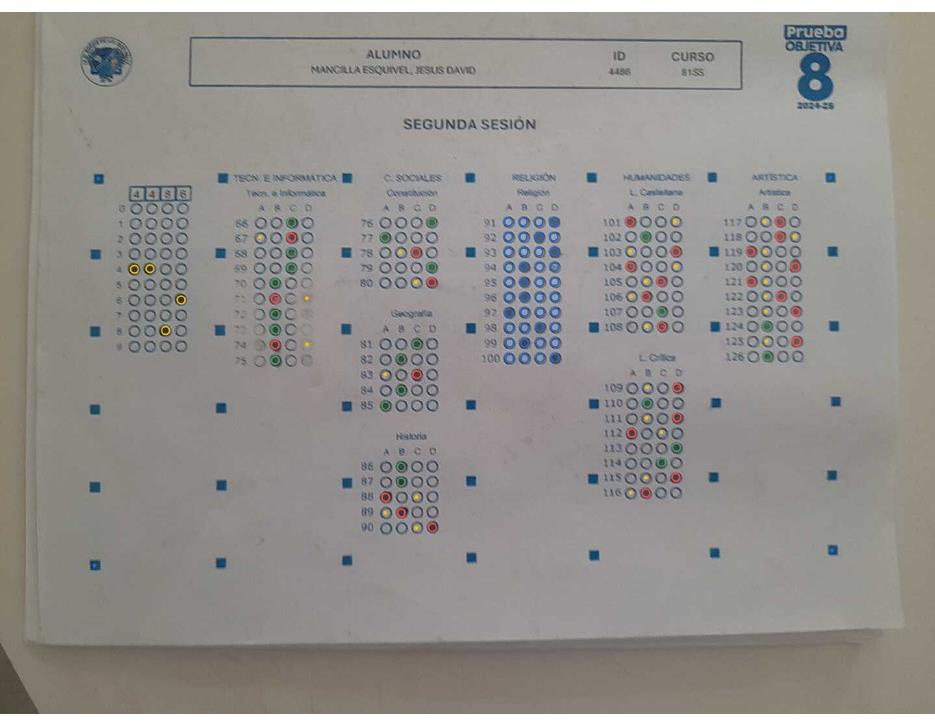 Prueba
OBJETIVA
8
2024-25
ALUMNO ID CURSO
MANCILLA ESQUIVEL, JESUS DAVID 4486 81SS
SEGUNDA SESIÓN
4 4 8 6
0
1
2
3
4
5
6
7
8
9
TECN. E INFORMÁTICA
Tecn. e Informática
A B C D
66
67
68
69
70
71
72
73
74
75
C. SOCIALES
Constitución
A B C D
76
77
78
79
80
Geografía
A B C D
81
82
83
84
85
Historia
A B C D
86
87
88
89
90
RELIGIÓN
Religión
A B C D
91
92
93
94
95
96
97
98
99
100
HUMANIDADES
L. Castellana
A B C D
101
102
103
104
105
106
107
108
L. Crítica
A B C D
109
110
111
112
113
114
115
116
ARTÍSTICA
Artística
A B C D
117
118
119
120
121
122
123
124
125
126